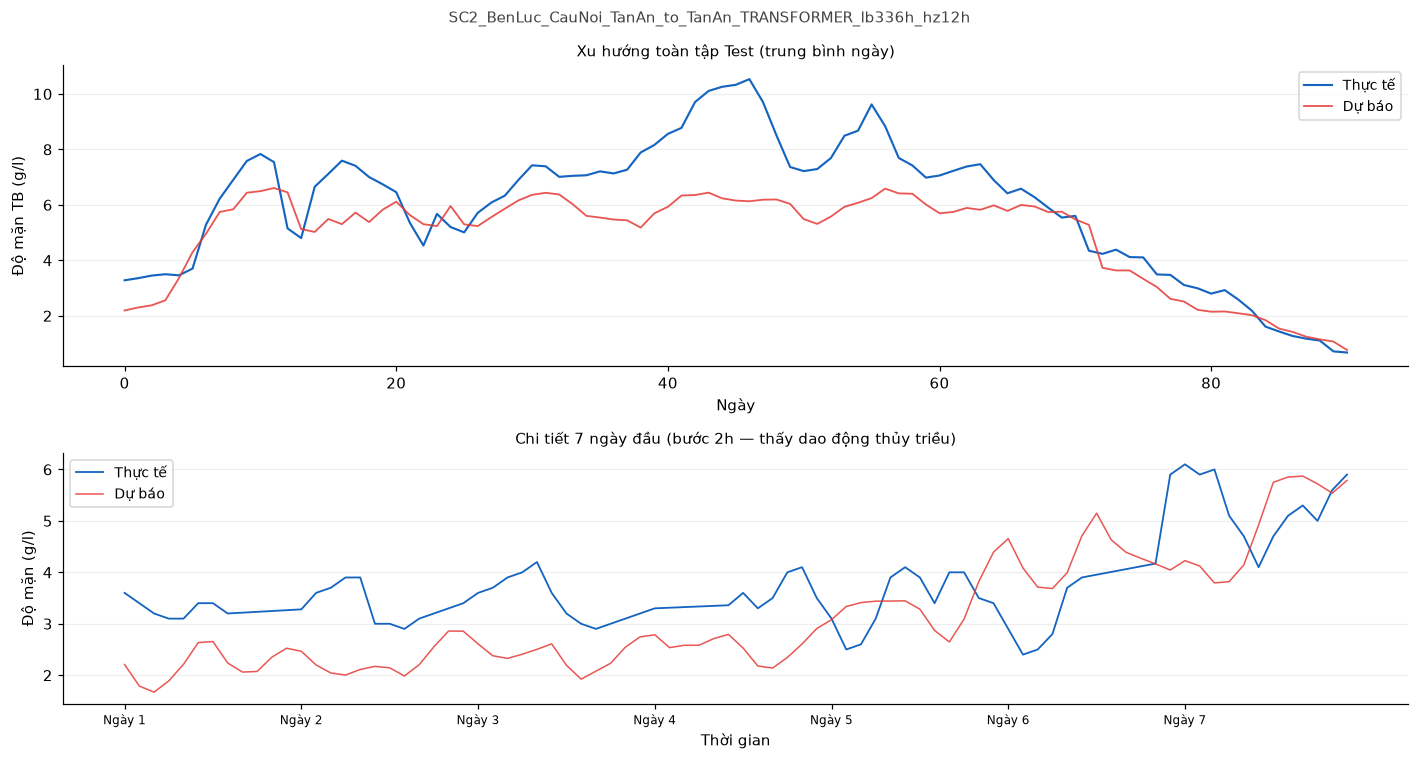 SC2_BenLuc_CauNoi_TanAn_to_TanAn_TRANSFORMER_lb336h_hz12h
Xu hướng toàn tập Test (trung bình ngày)
Độ mặn TB (g/l)
10
8
6
4
2
Thực tế
Dự báo
0 20 40 60 80
Ngày
Chi tiết 7 ngày đầu (bước 2h — thấy dao động thủy triều)
Độ mặn (g/l)
6
5
4
3
2
Thực tế
Dự báo
Ngày 1 Ngày 2 Ngày 3 Ngày 4 Ngày 5 Ngày 6 Ngày 7
Thời gian